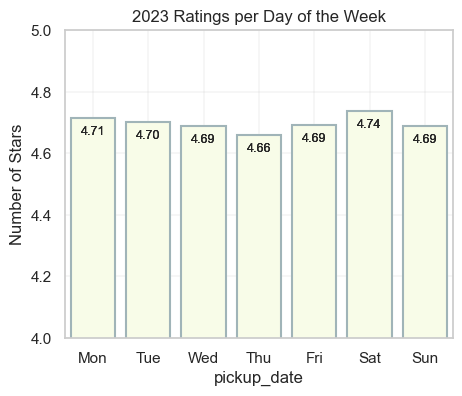 2023 Ratings per Day of the Week
Number of Stars
5.0
4.8
4.6
4.4
4.2
4.0
4.71 4.70 4.69 4.66 4.69 4.74 4.69
Mon Tue Wed Thu Fri Sat Sun
pickup_date